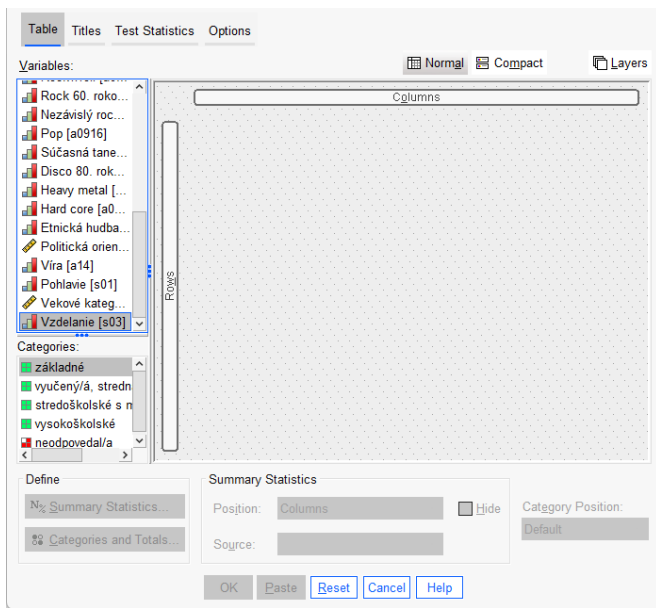 Table Titles Test Statistics Options
Variables:
Normal Compact Layers
Rock 60. roko...
Nezávislý roc...
Pop [a0916]
Súčasná tane...
Disco 80. rok...
Heavy metal [...
Hard core [a0...
Etnická hudba...
Politická orien...
Víra [a14]
Pohlavie [s01]
Vekové kateg...
Vzdelanie [s03]
Columns
Rows
Categories:
základné
vyučený/á, stredn
stredoškolské s m
vysokoškolské
neodpovedal/a
Define
N% Summary Statistics...
Categories and Totals...
Summary Statistics
Position: Columns Hide
Source:
Category Position:
Default
OK Paste Reset Cancel Help